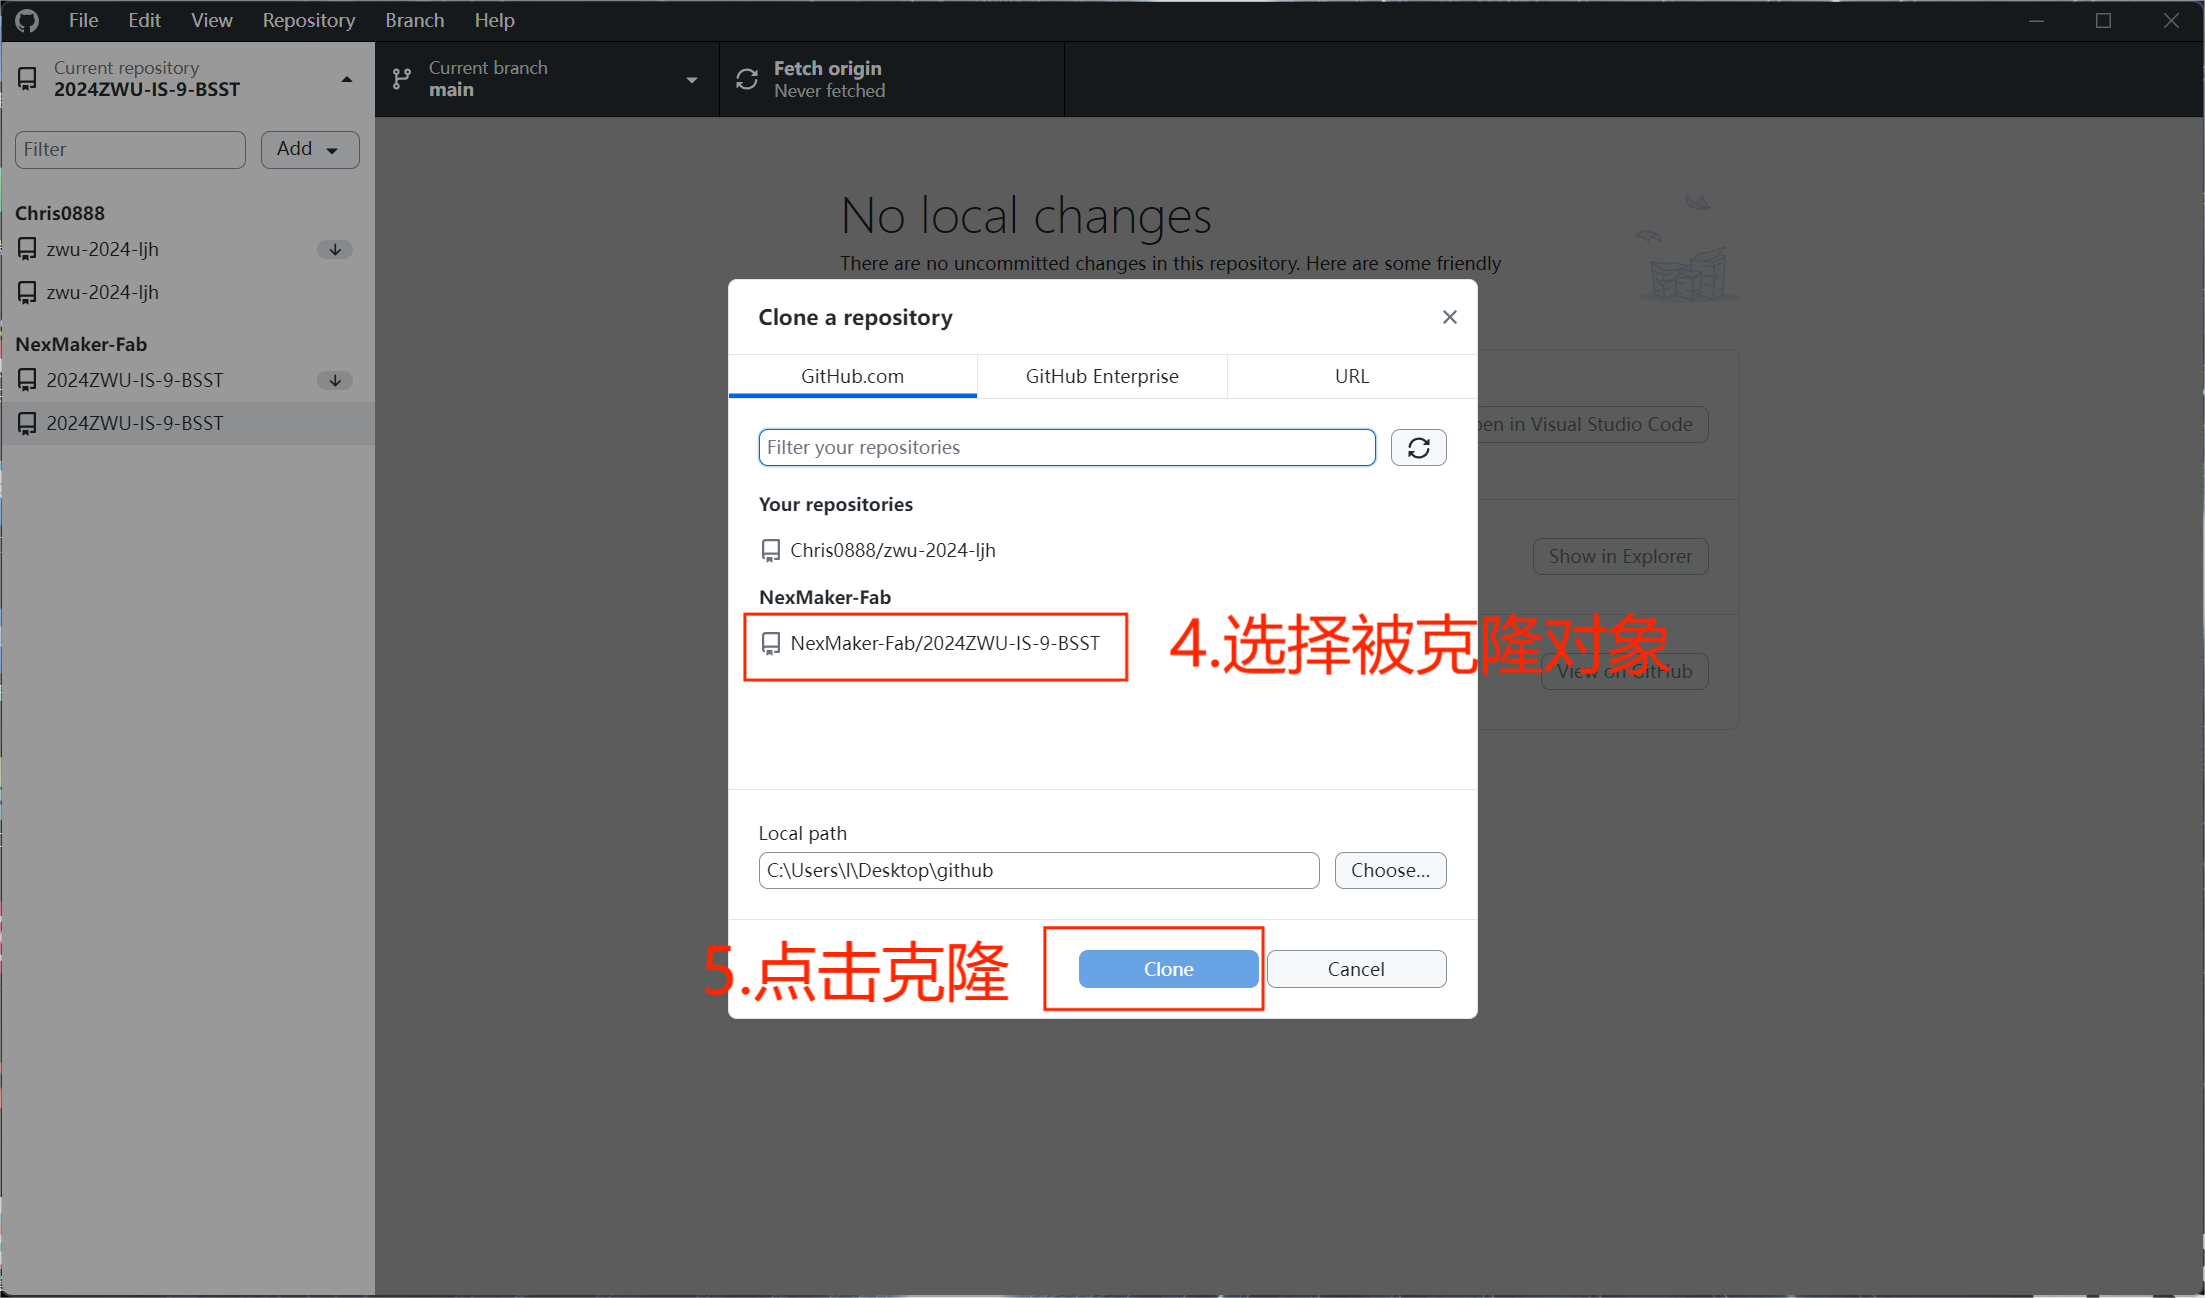 File Edit View Repository Branch Help
Current repository
2024ZWU-IS-9-BSST
Current branch
main
Fetch origin
Never fetched
Filter
Add
Chris0888
zwu-2024-ljh
zwu-2024-ljh
NexMaker-Fab
2024ZWU-IS-9-BSST
2024ZWU-IS-9-BSST
No local changes
There are no uncommitted changes in this repository. Here are some friendly
Clone a repository
GitHub.com
GitHub Enterprise
URL
Filter your repositories
Your repositories
Chris0888/zwu-2024-ljh
NexMaker-Fab
NexMaker-Fab/2024ZWU-IS-9-BSST
4.选择被克隆对象
in Visual Studio Code
Show in Explorer
View on GitHub
Local path
C:\Users\l\Desktop\github
Choose...
5.点击克隆
Clone
Cancel